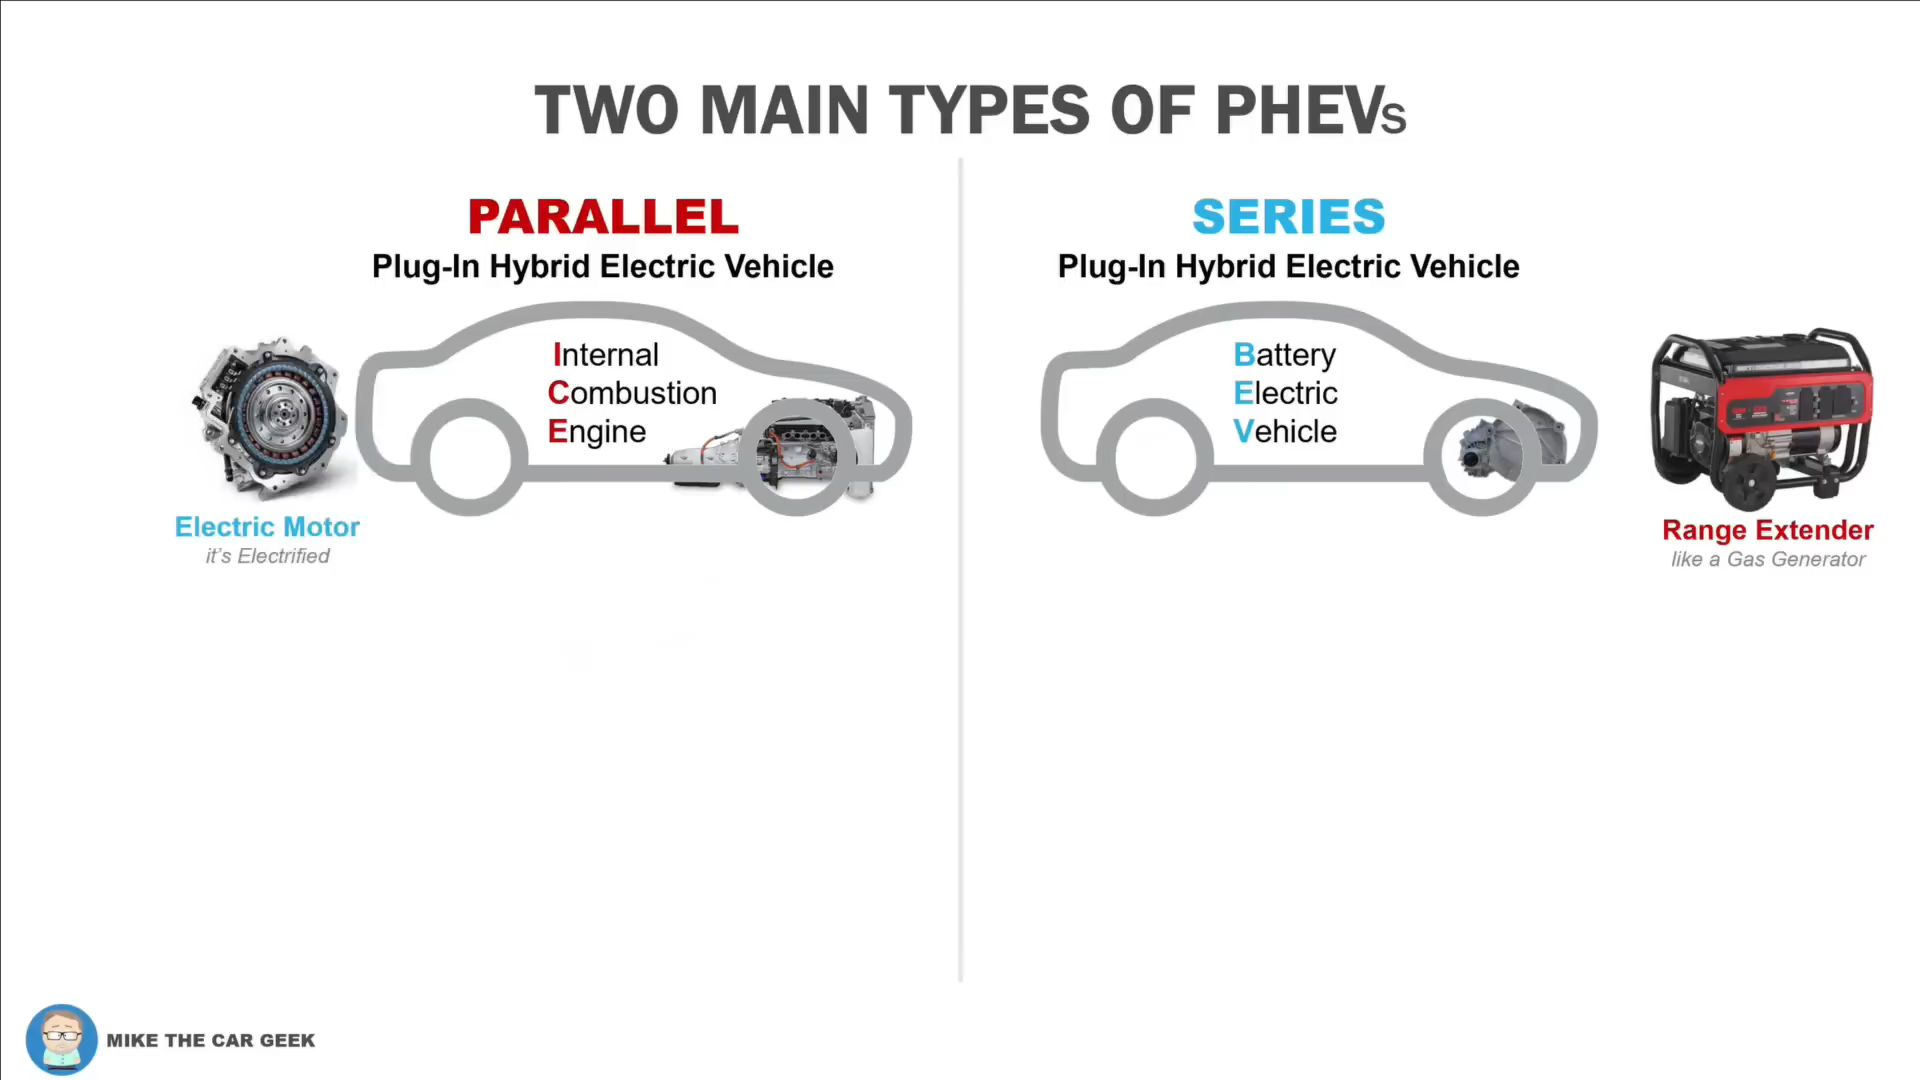 TWO MAIN TYPES OF PHEVs
PARALLEL
Plug-In Hybrid Electric Vehicle
Internal
Combustion
Engine
Electric Motor
it's Electrified
SERIES
Plug-In Hybrid Electric Vehicle
Battery
Electric
Vehicle
Range Extender
like a Gas Generator
MIKE THE CAR GEEK